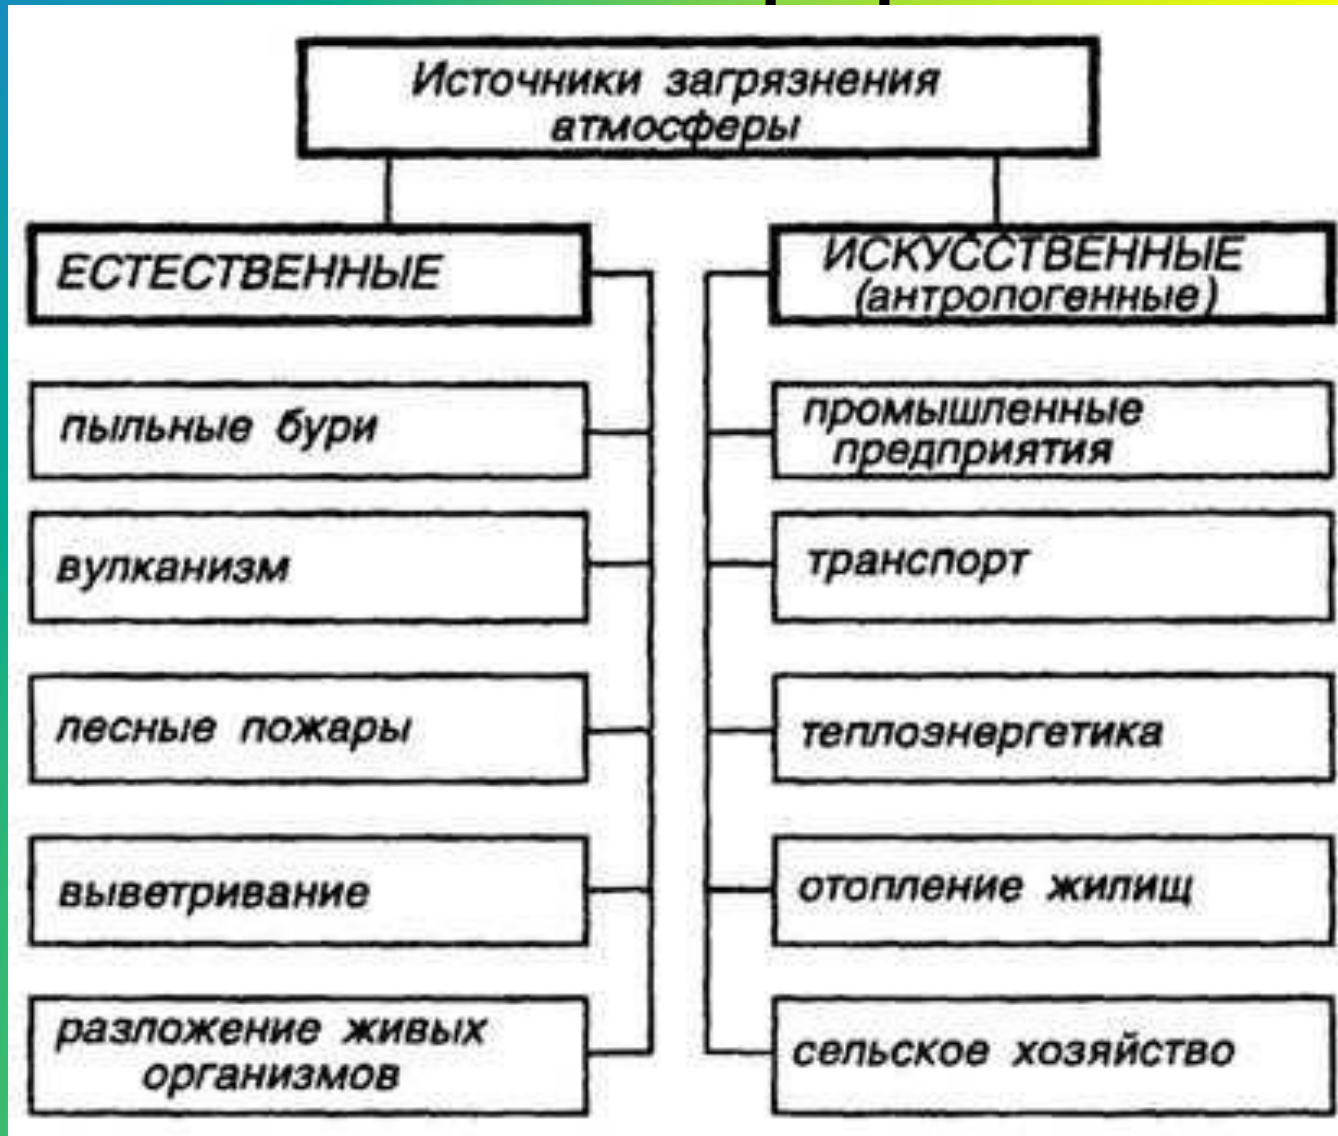 Источники загрязнения
атмосферы
ЕСТЕСТВЕННЫЕ
пыльные бури
вулканизм
лесные пожары
выветривание
разложение живых
организмов
ИСКУССТВЕННЫЕ
(антропогенные)
промышленные
предприятия
транспорт
теплоэнергетика
отопление жилищ
сельское хозяйство